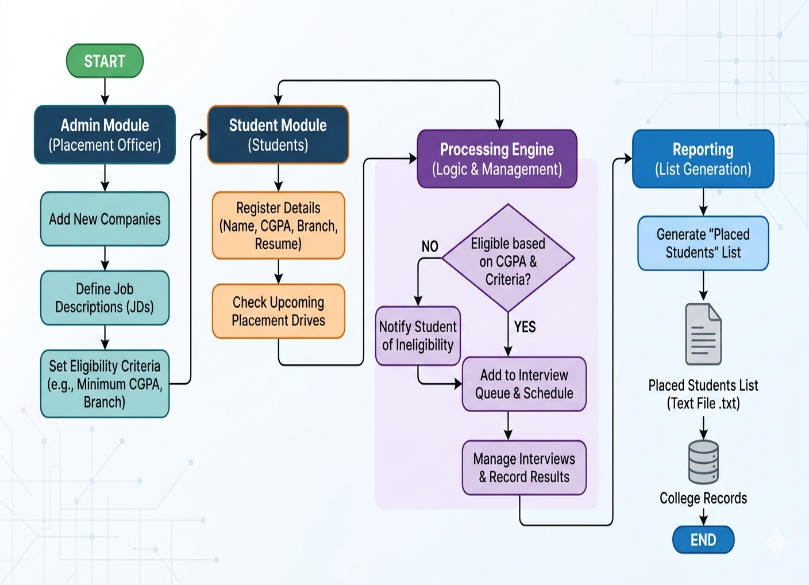 START
Admin Module
(Placement Officer)
Add New Companies
Define Job
Descriptions (JDs)
Set Eligibility Criteria
(e.g., Minimum CGPA,
Branch)
Student Module
(Students)
Register Details
(Name, CGPA, Branch,
Resume)
Check Upcoming
Placement Drives
Processing Engine
(Logic & Management)
Eligible based
on CGPA &
Criteria?
NO
YES
Notify Student
of Ineligibility
Add to Interview
Queue & Schedule
Manage Interviews
& Record Results
Reporting
(List Generation)
Generate “Placed
Students” List
Placed Students List
(Text File .txt)
College Records
END